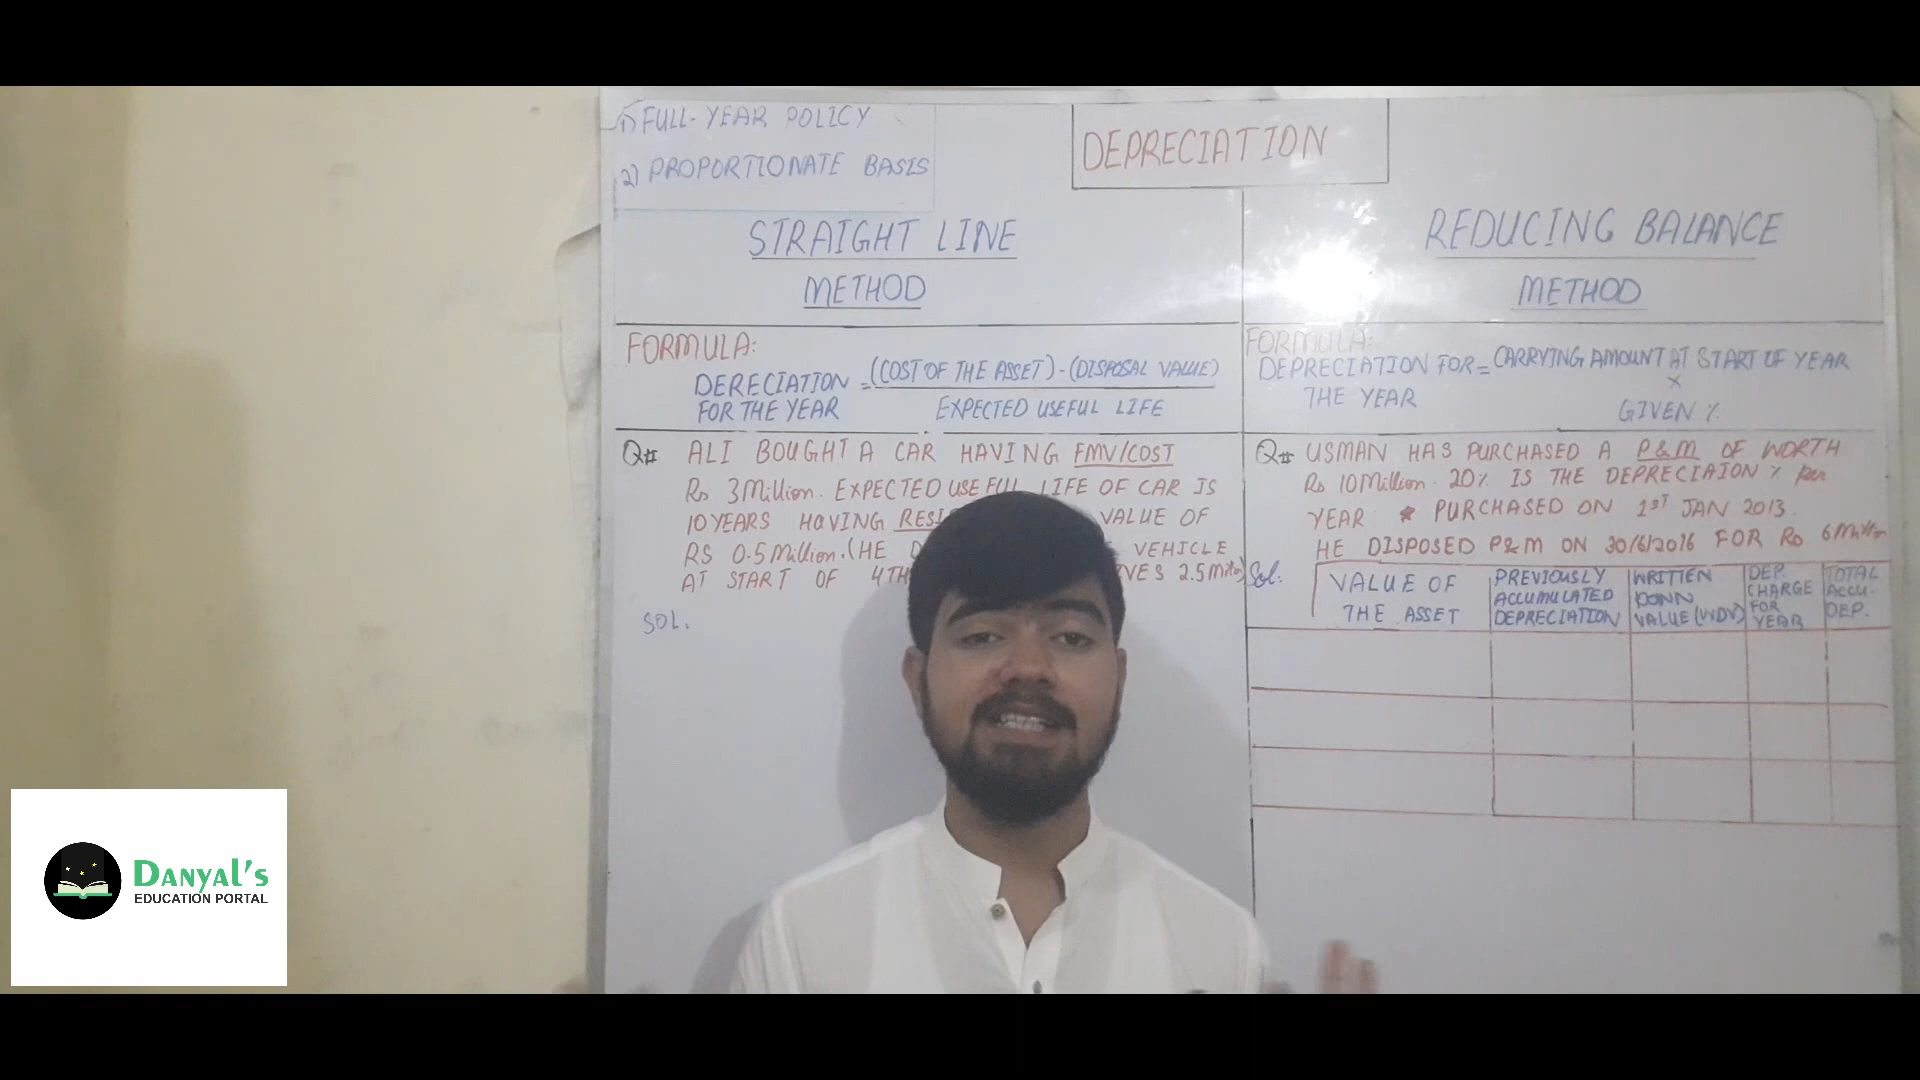 1) FULL-YEAR POLICY
2) PROPORTIONATE BASIS
DEPRECIATION
STRAIGHT LINE
METHOD
FORMULA:
DERECIATION FOR THE YEAR = (COST OF THE ASSET) - (DISPOSAL VALUE)
EXPECTED USEFUL LIFE
Q# ALI BOUGHT A CAR HAVING FMV/COST
Rs 3Million. EXPECTED USEFUL LIFE OF CAR IS
10 YEARS HAVING VALUE OF
RS 0.5 Million. (HE VEHICLE
AT START OF 4TH 2.5
SOL.
REDUCING BALANCE
METHOD
FORMULA:
DEPRECIATION FOR = CARRYING AMOUNT AT START OF YEAR
THE YEAR ×
GIVEN %
Q# USMAN HAS PURCHASED A P&M OF WORTH
Rs 10 Million. 20% IS THE DEPRECIAION % per
YEAR * PURCHASED ON 1ST JAN 2013.
HE DISPOSED P&M ON 30/6/2016 FOR Rs 6 Million
Sol.
VALUE OF
THE ASSET
PREVIOUSLY
ACCUMULATED
DEPRECIATION
WRITTEN
DOWN
VALUE (WDV)
DEP.
CHARGE
FOR
YEAR
TOTAL
ACCU.
DEP.
DANYAL'S
EDUCATION PORTAL